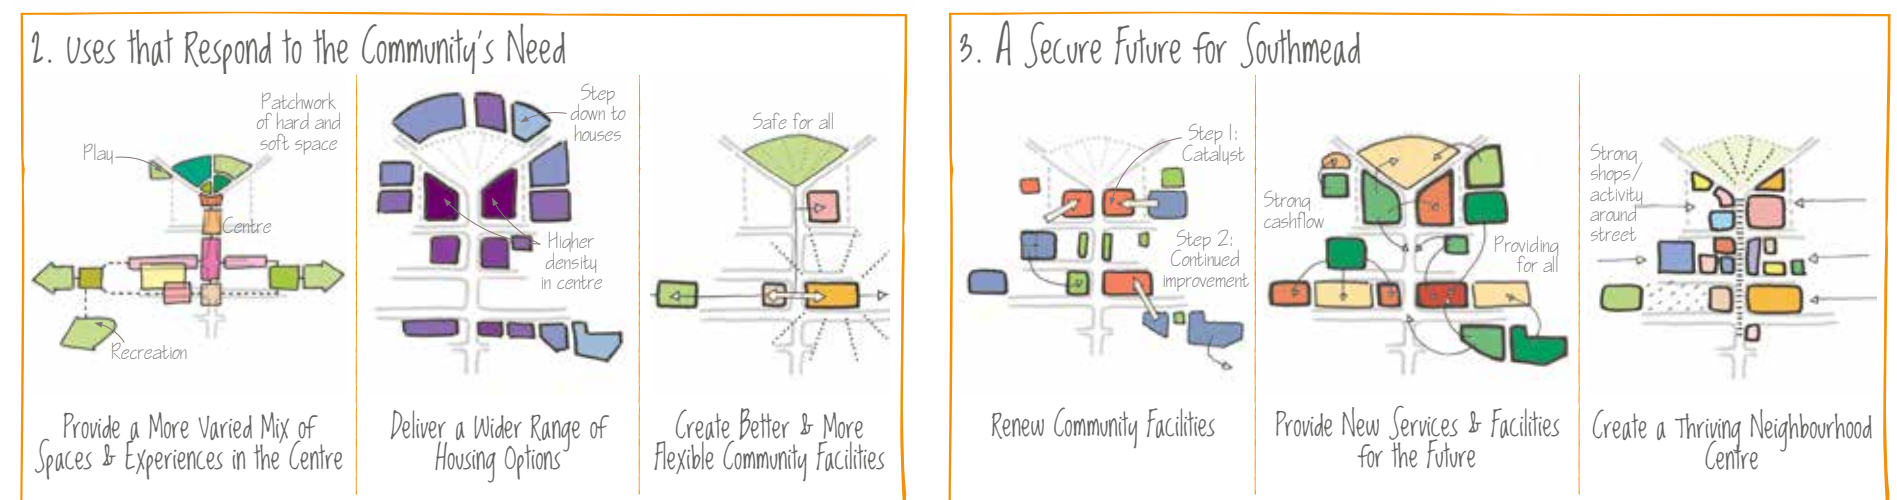 2. Uses that Respond to the Community's Need
Patchwork
of hard and
soft space
Play
Centre
Recreation
Provide a More Varied Mix of
Spaces & Experiences in the Centre
Step
down to
houses
Higher
density
in centre
Deliver a Wider Range of
Housing Options
Safe for all
Create Better & More
Flexible Community Facilities
3. A Secure Future for Southmead
Step 1:
Catalyst
Step 2:
Continued
improvement
Renew Community Facilities
Strong
cashflow
Providing
for all
Provide New Services & Facilities
for the Future
Strong
shops/
activity
around
street
Create a Thriving Neighbourhood
Centre